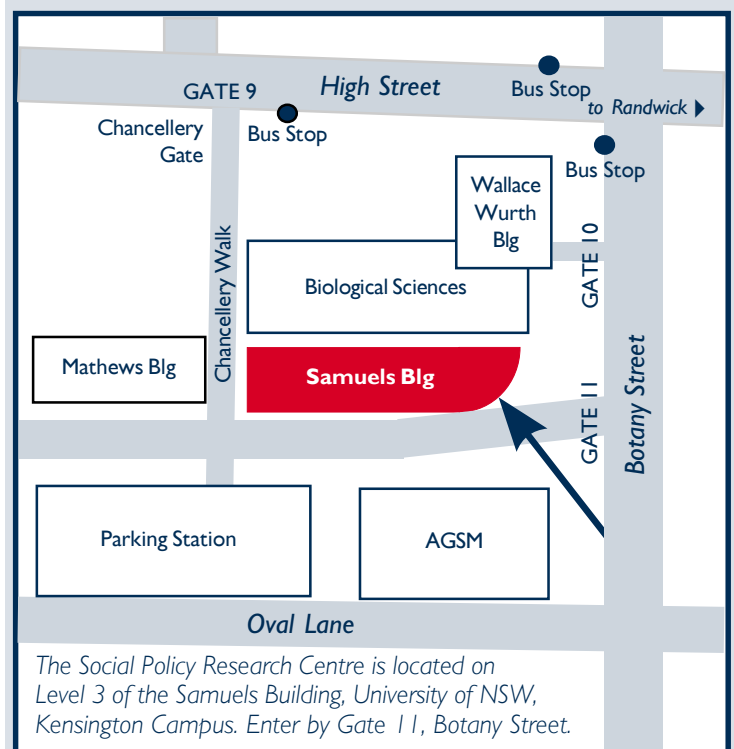 GATE 9
High Street
Bus Stop
to Randwick
Chancellery
Gate
Bus Stop
Bus Stop
Wallace
Wurth
Blg
GATE 10
Chancellery Walk
Biological Sciences
Mathews Blg
Samuels Blg
GATE 11
Botany Street
Parking Station
AGSM
Oval Lane
The Social Policy Research Centre is located on
Level 3 of the Samuels Building, University of NSW,
Kensington Campus. Enter by Gate 11, Botany Street.